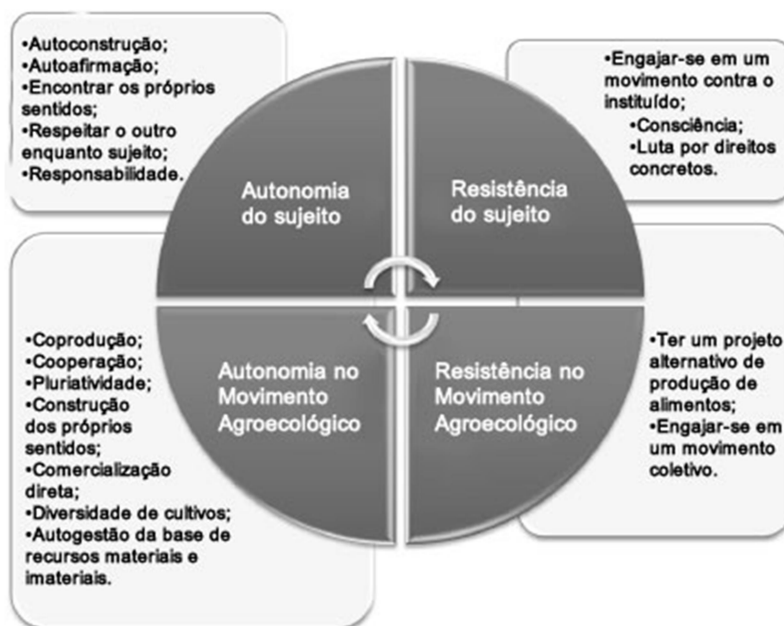 •Autoconstrução;
•Autoafirmação;
•Encontrar os próprios
sentidos;
•Respeitar o outro
enquanto sujeito;
•Responsabilidade.
•Engajar-se em um
movimento contra o
instituído;
•Consciência;
•Luta por direitos
concretos.
Autonomia
do sujeito
Resistência
do sujeito
Autonomia no
Movimento
Agroecológico
Resistência no
Movimento
Agroecológico
•Coprodução;
•Cooperação;
•Pluriatividade;
•Construção
dos próprios
sentidos;
•Comercialização
direta;
•Diversidade de cultivos;
•Autogestão da base de
recursos materiais e
imateriais.
•Ter um projeto
alternativo de
produção de
alimentos;
•Engajar-se em
um movimento
coletivo.